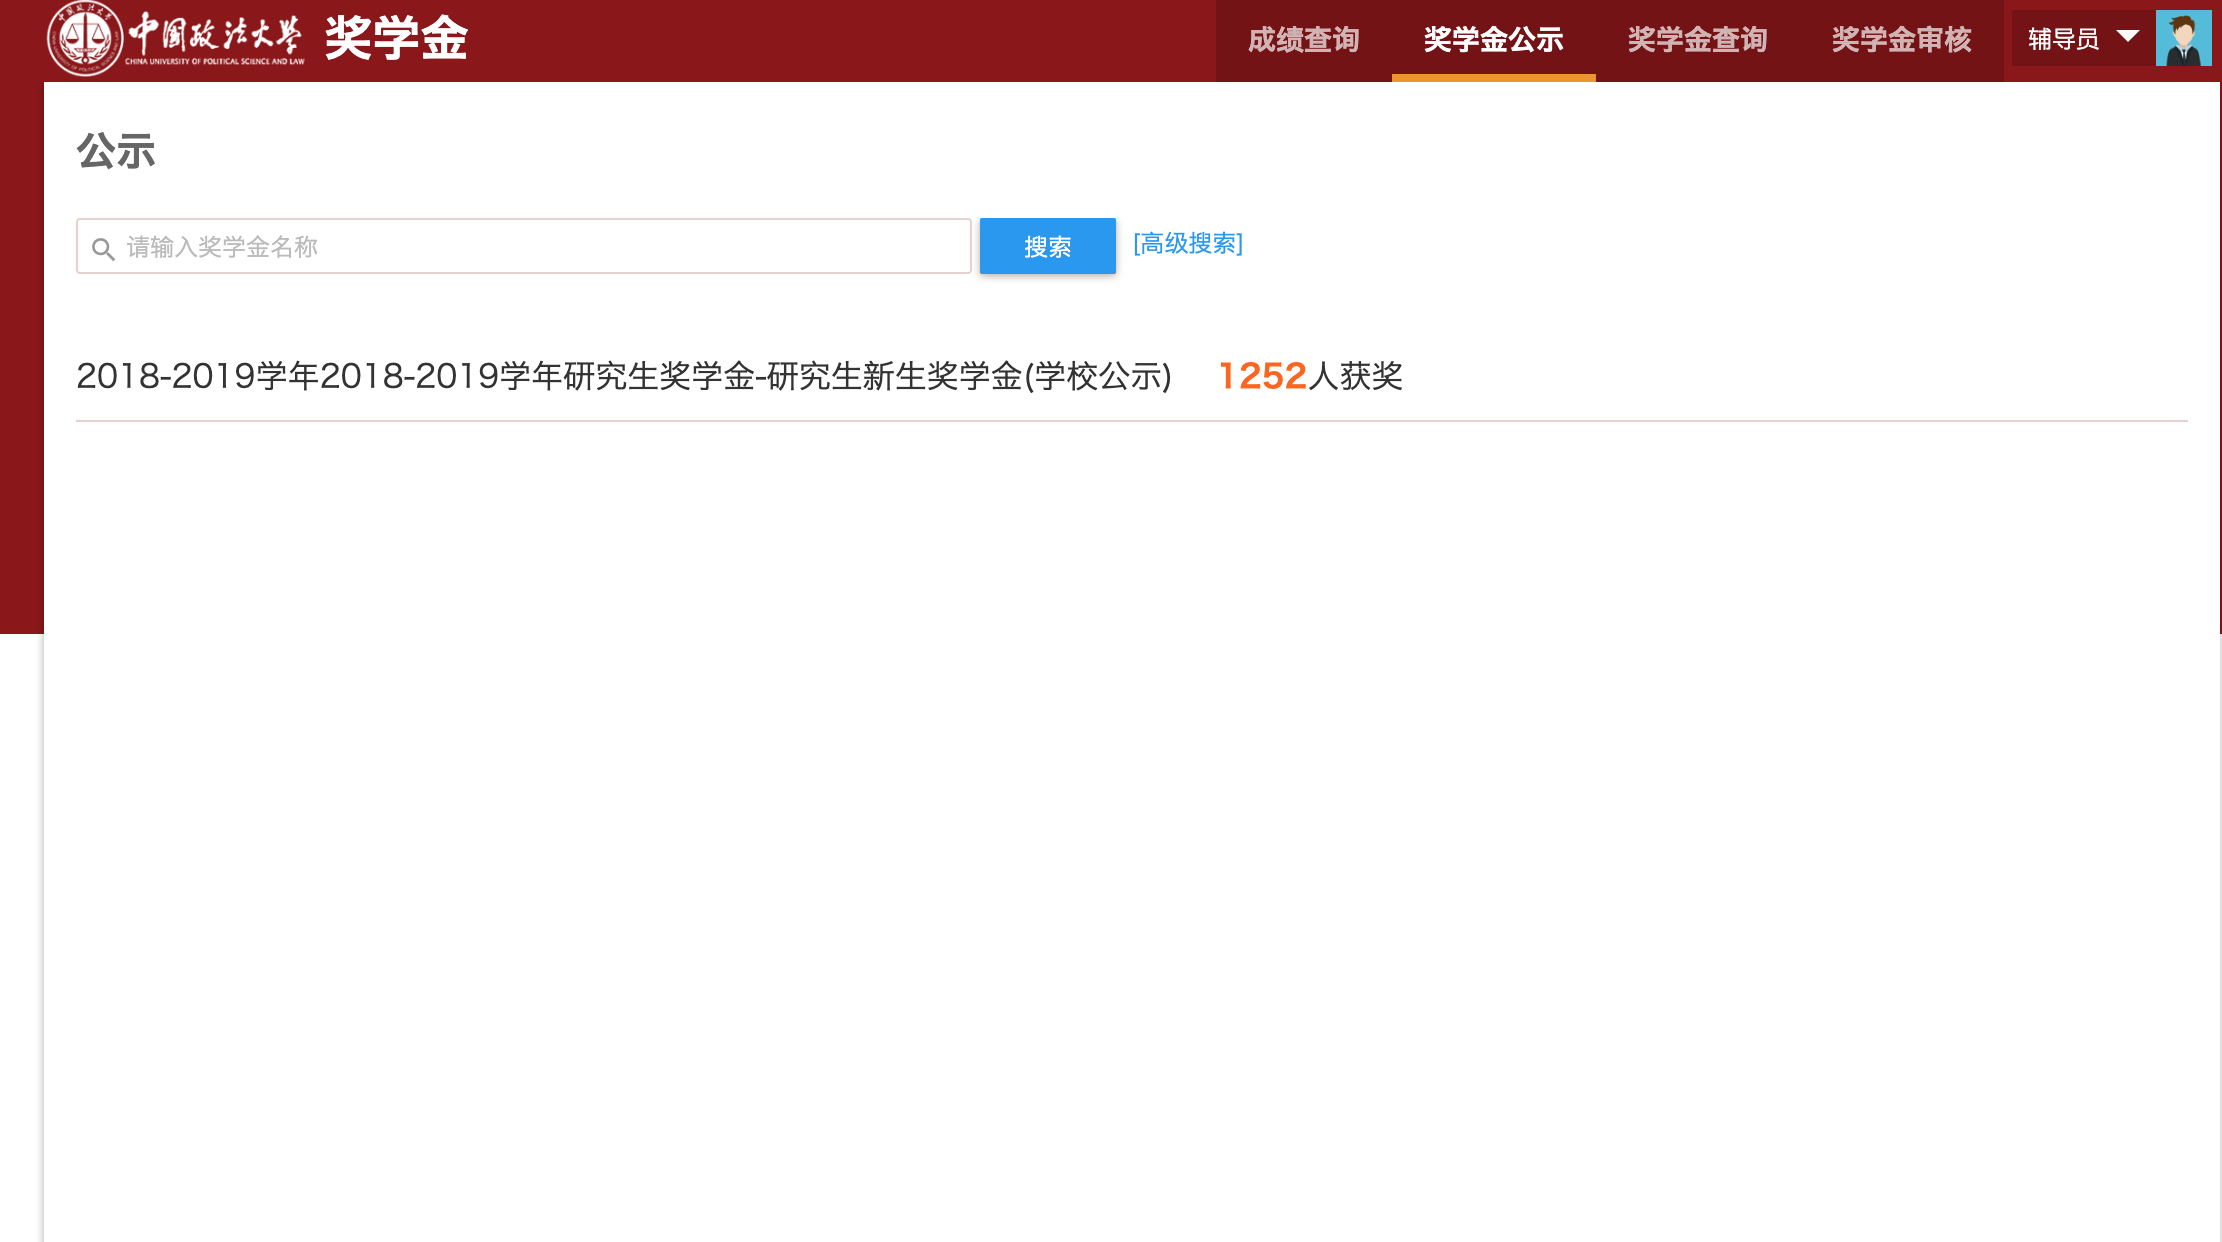 中國政法大學
CHINA UNIVERSITY OF POLITICAL SCIENCE AND LAW
奖学金
成绩查询
奖学金公示
奖学金查询
奖学金审核
辅导员
公示
请输入奖学金名称
搜索
[高级搜索]
2018-2019学年2018-2019学年研究生奖学金-研究生新生奖学金(学校公示) 1252人获奖